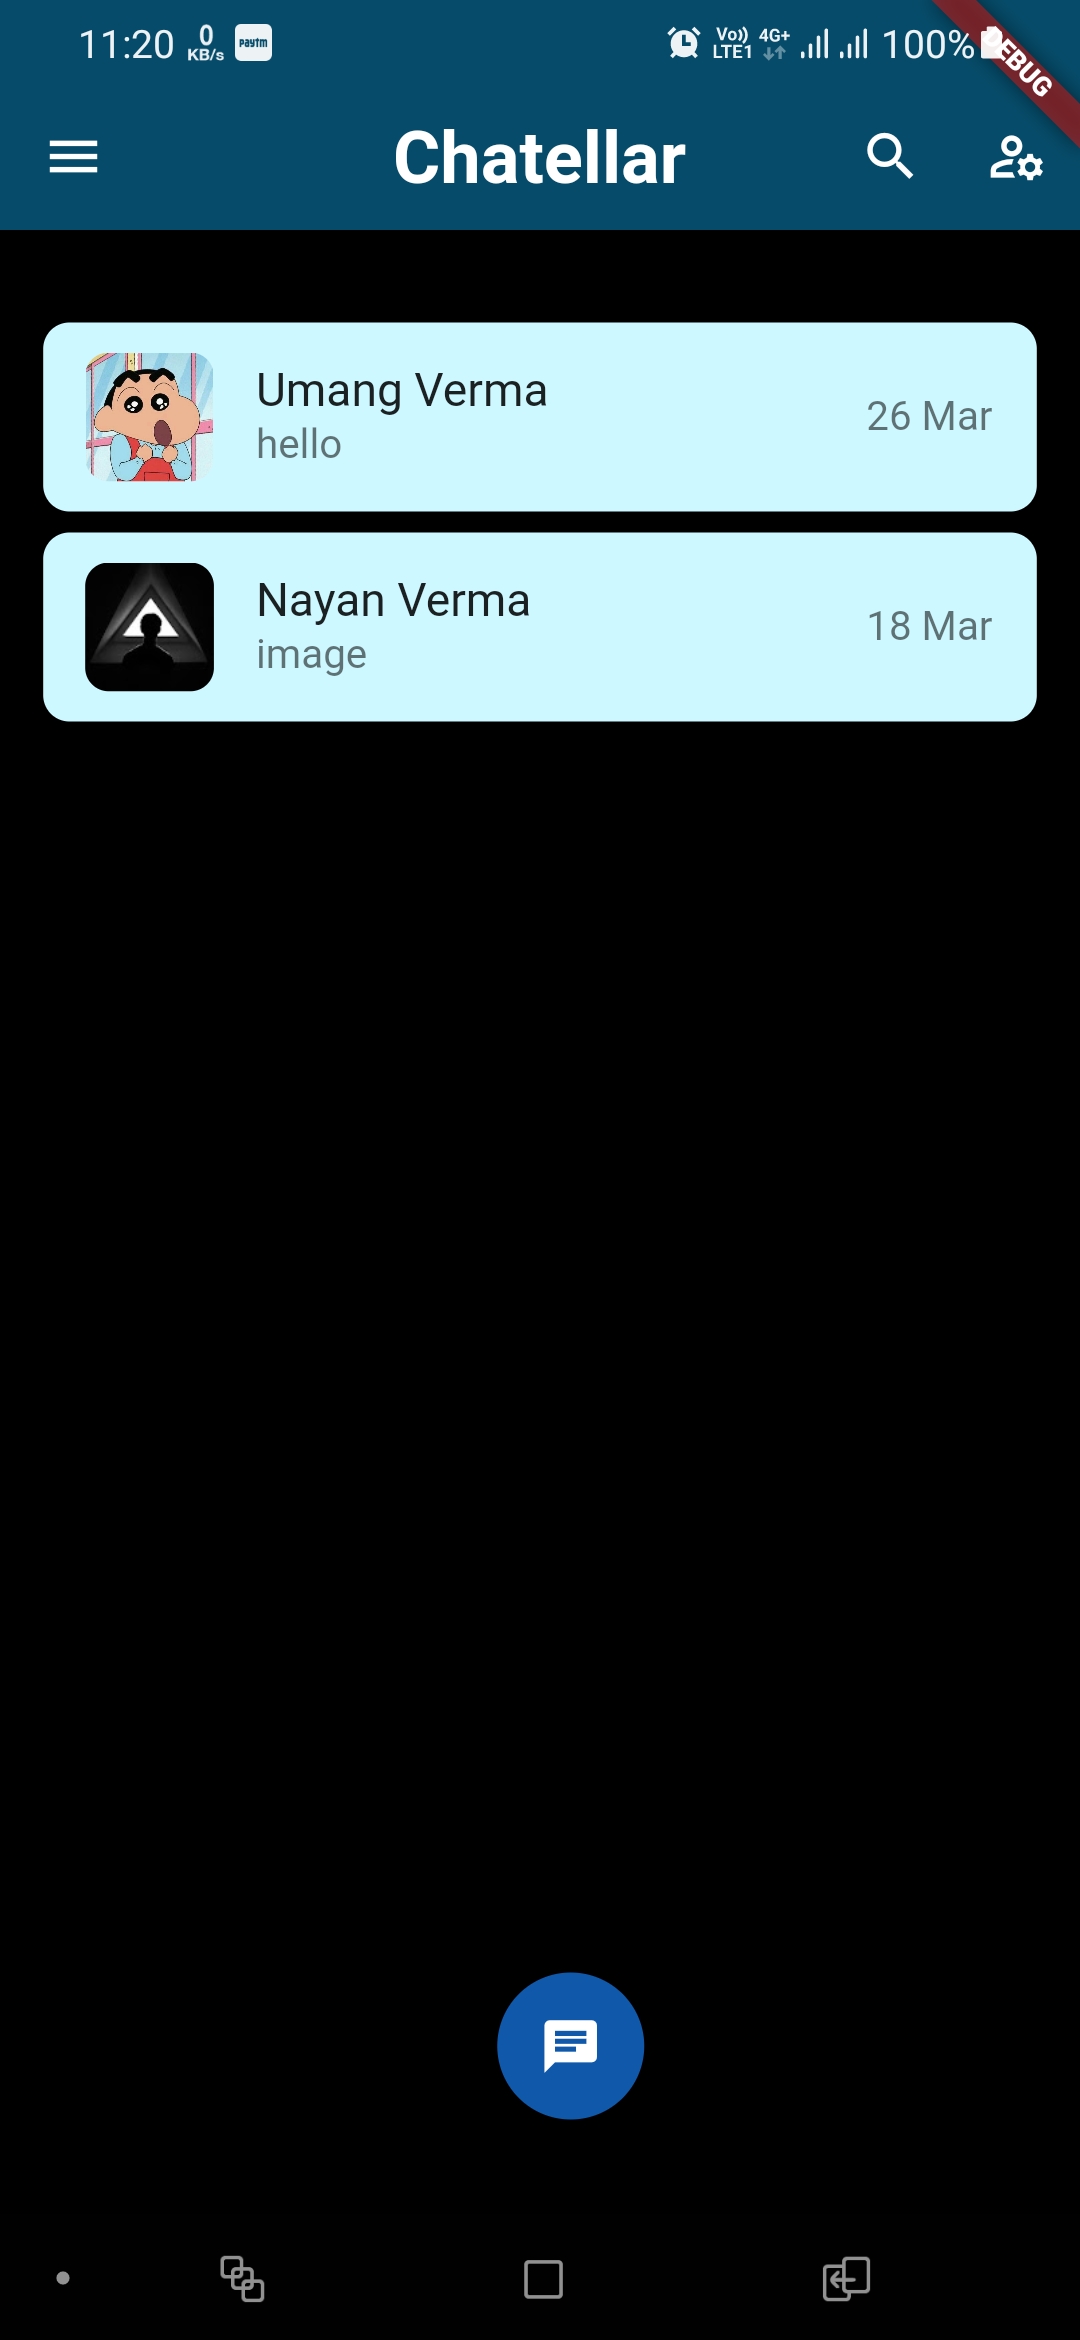 11:20 0 KB/s paytm Vo)) LTE1 4G+ 100% DEBUG
Chatellar
Umang Verma
hello
26 Mar
Nayan Verma
image
18 Mar